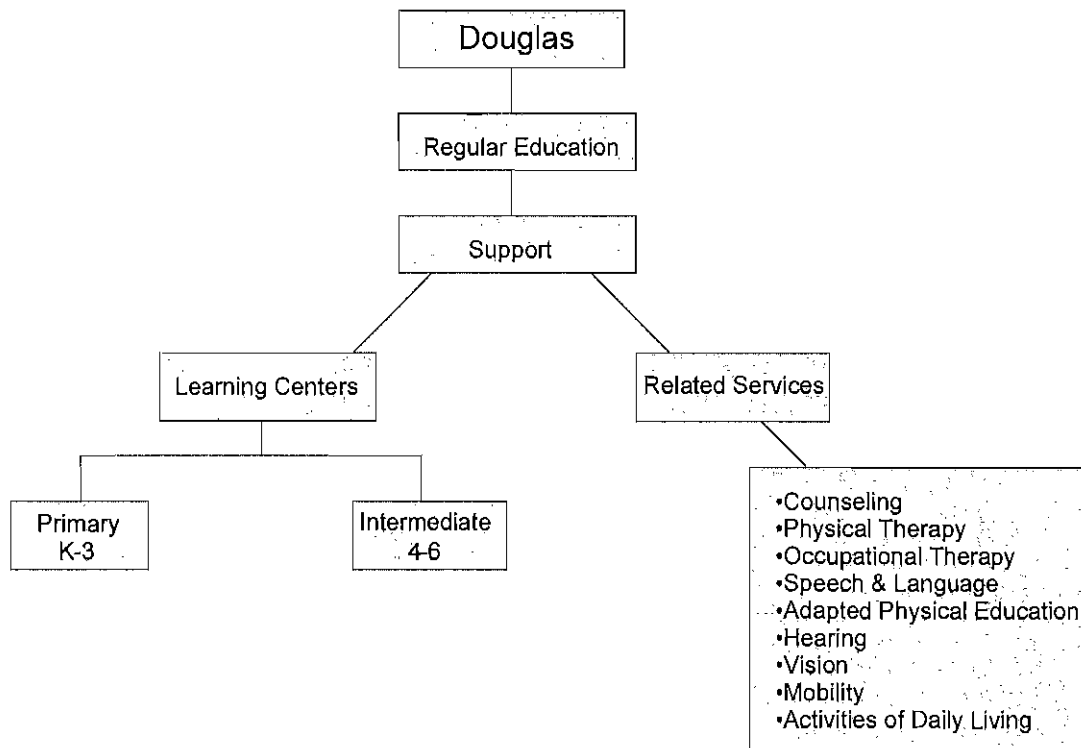 Douglas
Regular Education
Support
Learning Centers
Related Services
Primary
K-3
Intermediate
4-6
•Counseling
•Physical Therapy
•Occupational Therapy
•Speech & Language
•Adapted Physical Education
•Hearing
•Vision
•Mobility
•Activities of Daily Living